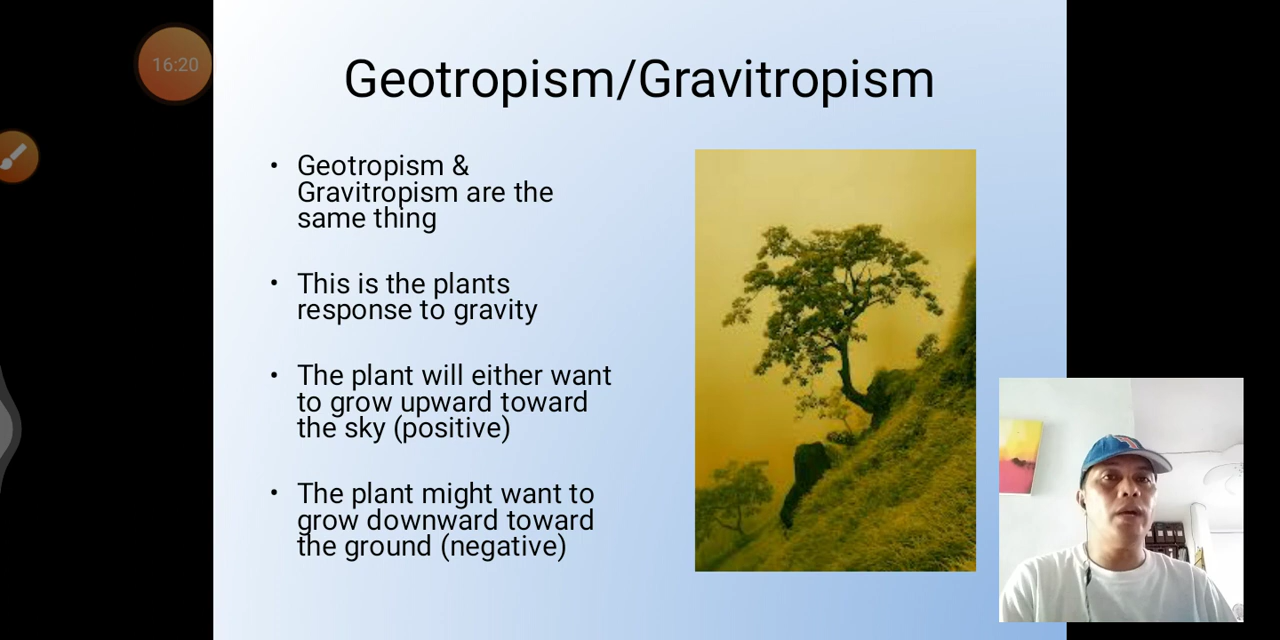 16:20
Geotropism/Gravitropism
• Geotropism &
Gravitropism are the
same thing
• This is the plants
response to gravity
• The plant will either want
to grow upward toward
the sky (positive)
• The plant might want to
grow downward toward
the ground (negative)